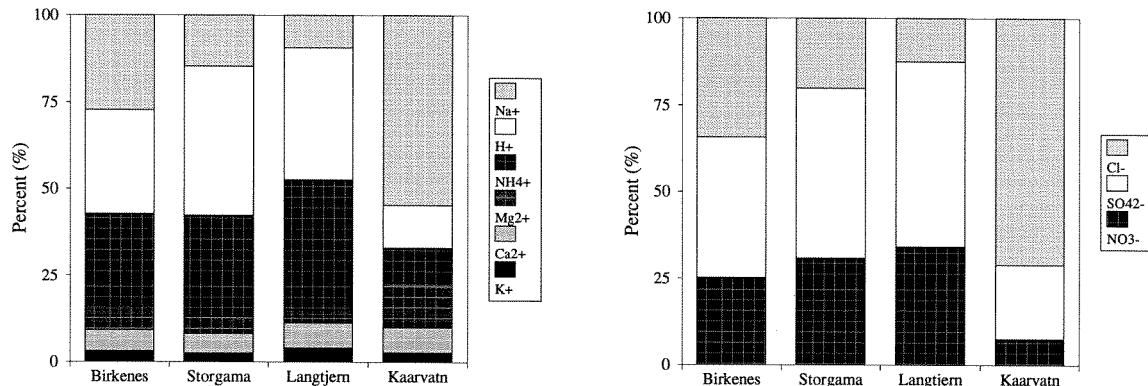 100
75
50
25
0
Percent (%)
Birkenes Storgama Langtjern Kaarvatn
Na+
H+
NH4+
Mg2+
Ca2+
K+
100
75
50
25
0
Percent (%)
Birkenes Storgama Langtjern Kaarvatn
Cl-
SO42-
NO3-